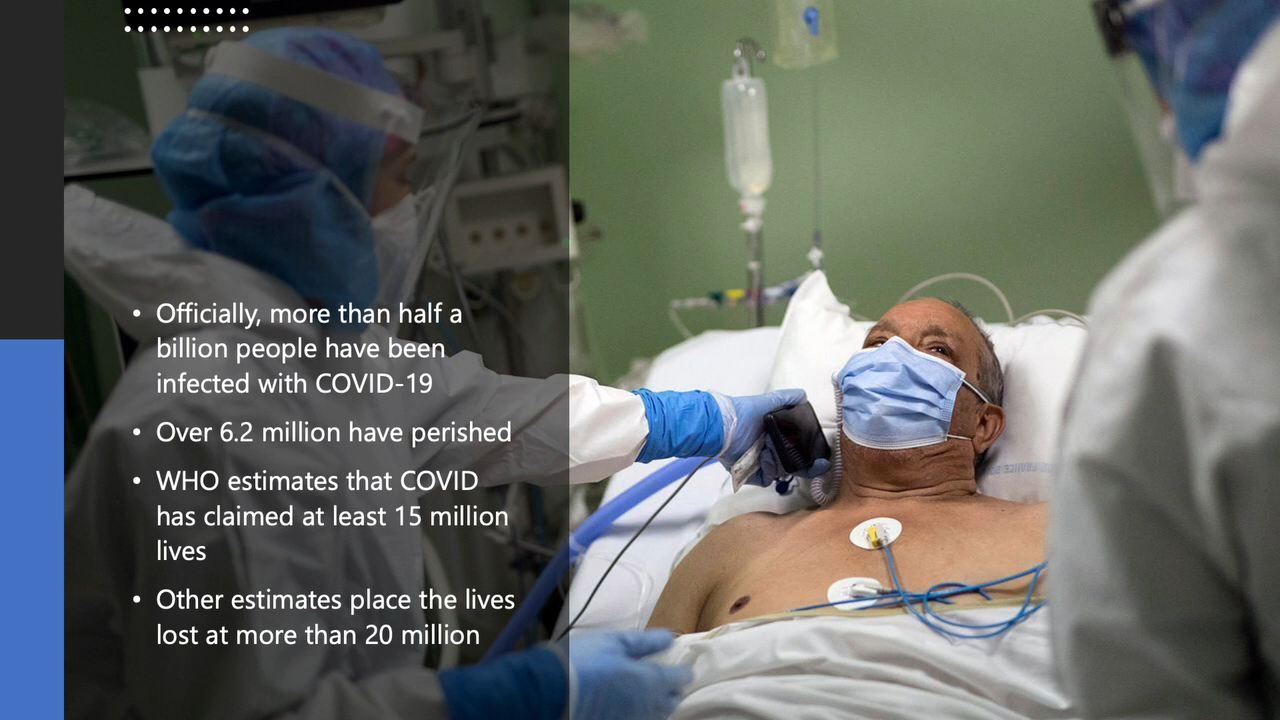 • Officially, more than half a
billion people have been
infected with COVID-19
• Over 6.2 million have perished
• WHO estimates that COVID
has claimed at least 15 million
lives
• Other estimates place the lives
lost at more than 20 million